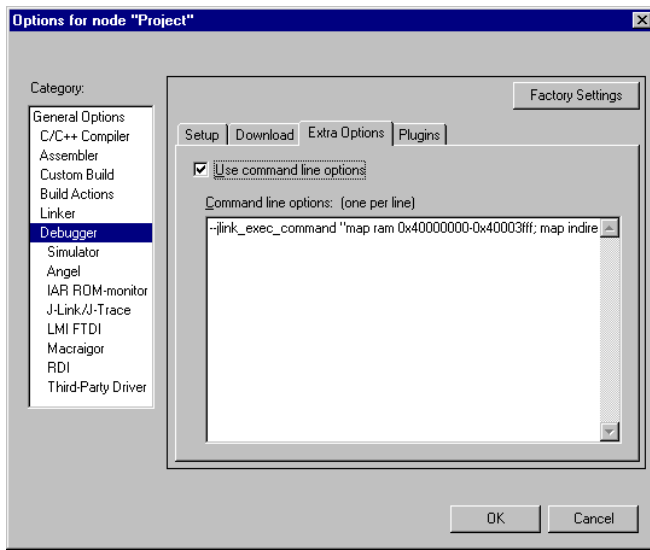 Options for node "Project"
Category:
Factory Settings
General Options
C/C++ Compiler
Assembler
Custom Build
Build Actions
Linker
Debugger
Simulator
Angel
IAR ROM-monitor
J-Link/J-Trace
LMI FTDI
Macraigor
RDI
Third-Party Driver
Setup Download Extra Options Plugins
Use command line options
Command line options: (one per line)
--jlink_exec_command "map ram 0x40000000-0x40003fff; map indire
OK Cancel